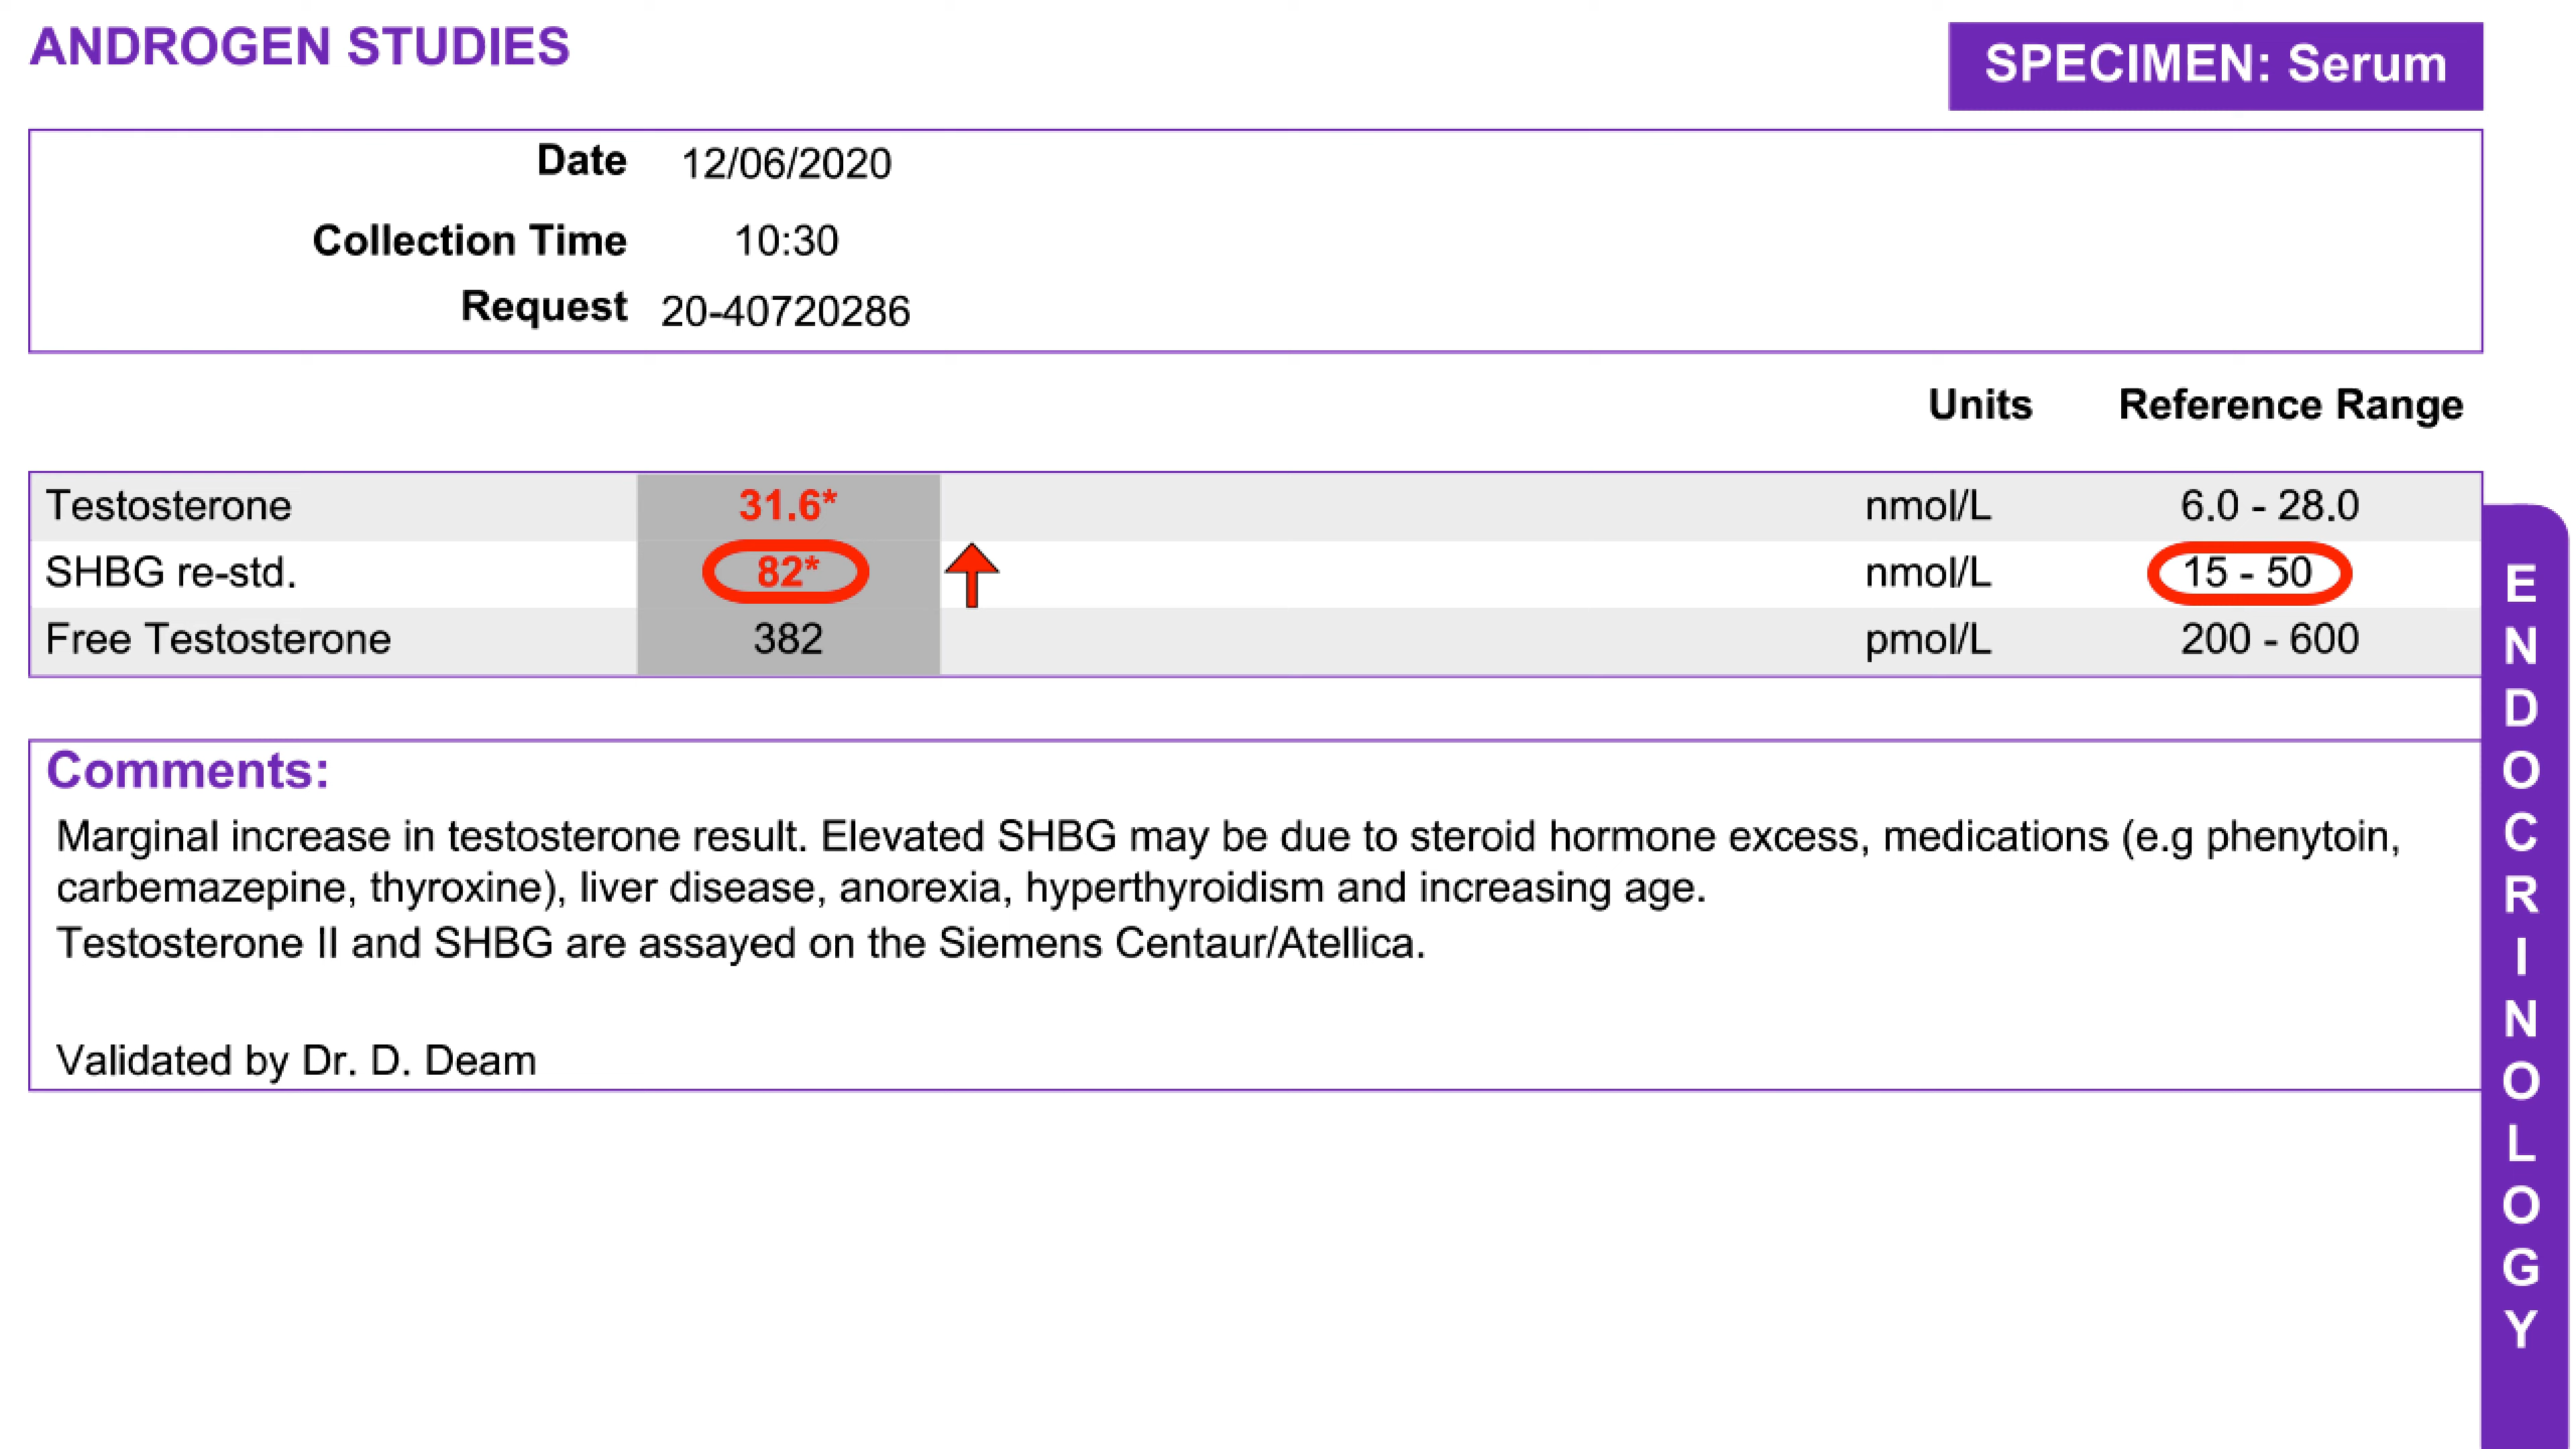 ANDROGEN STUDIES
SPECIMEN: Serum
Date 12/06/2020
Collection Time 10:30
Request 20-40720286
Units Reference Range
Testosterone 31.6* nmol/L 6.0 - 28.0
SHBG re-std. 82* nmol/L 15 - 50
Free Testosterone 382 pmol/L 200 - 600
Comments:
Marginal increase in testosterone result. Elevated SHBG may be due to steroid hormone excess, medications (e.g phenytoin,
carbemazepine, thyroxine), liver disease, anorexia, hyperthyroidism and increasing age.
Testosterone II and SHBG are assayed on the Siemens Centaur/Atellica.
Validated by Dr. D. Deam
ENDOCRINOLOGY